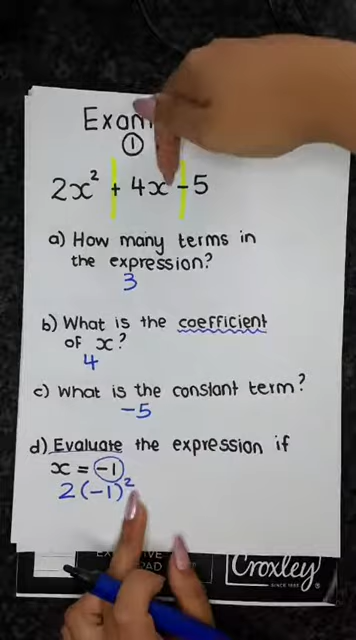 Exam
①
2x² + 4x - 5
a) How many terms in
the expression?
3
b) What is the coefficient
of x?
4
c) What is the constant term?
-5
d) Evaluate the expression if
x = -1
2(-1)²
Croxley